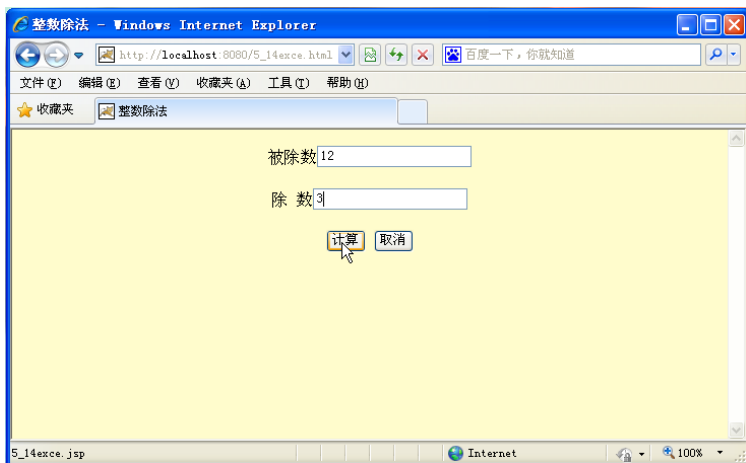 整数除法 - Windows Internet Explorer
http://localhost:8080/5_14exce.html 百度一下，你就知道
文件(F) 编辑(E) 查看(V) 收藏夹(A) 工具(T) 帮助(H)
收藏夹 整数除法
被除数 12
除 数 3
计算 取消
5_14exce.jsp Internet 100%